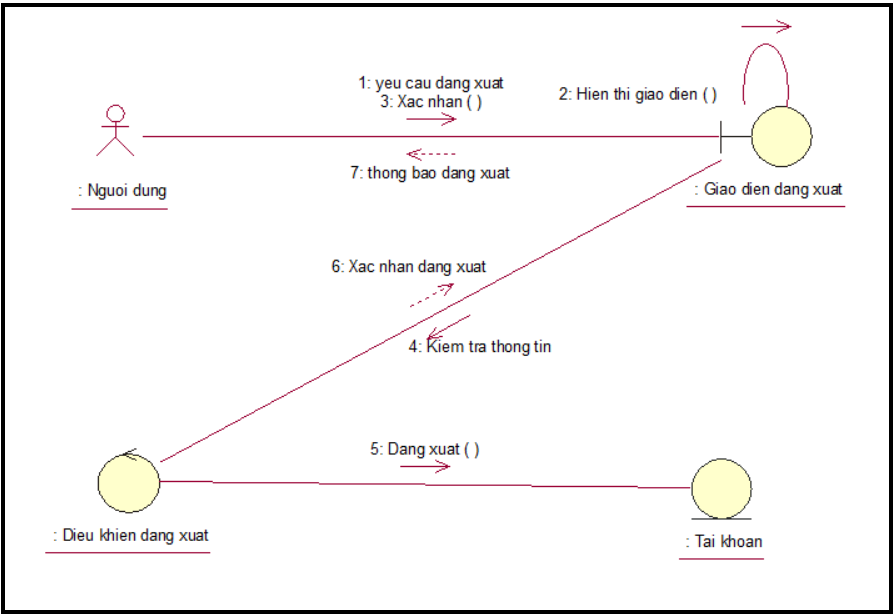 1: yeu cau dang xuat
3: Xac nhan ( )
2: Hien thi giao dien ( )
7: thong bao dang xuat
: Nguoi dung
: Giao dien dang xuat
6: Xac nhan dang xuat
4: Kiem tra thong tin
5: Dang xuat ( )
: Dieu khien dang xuat
: Tai khoan